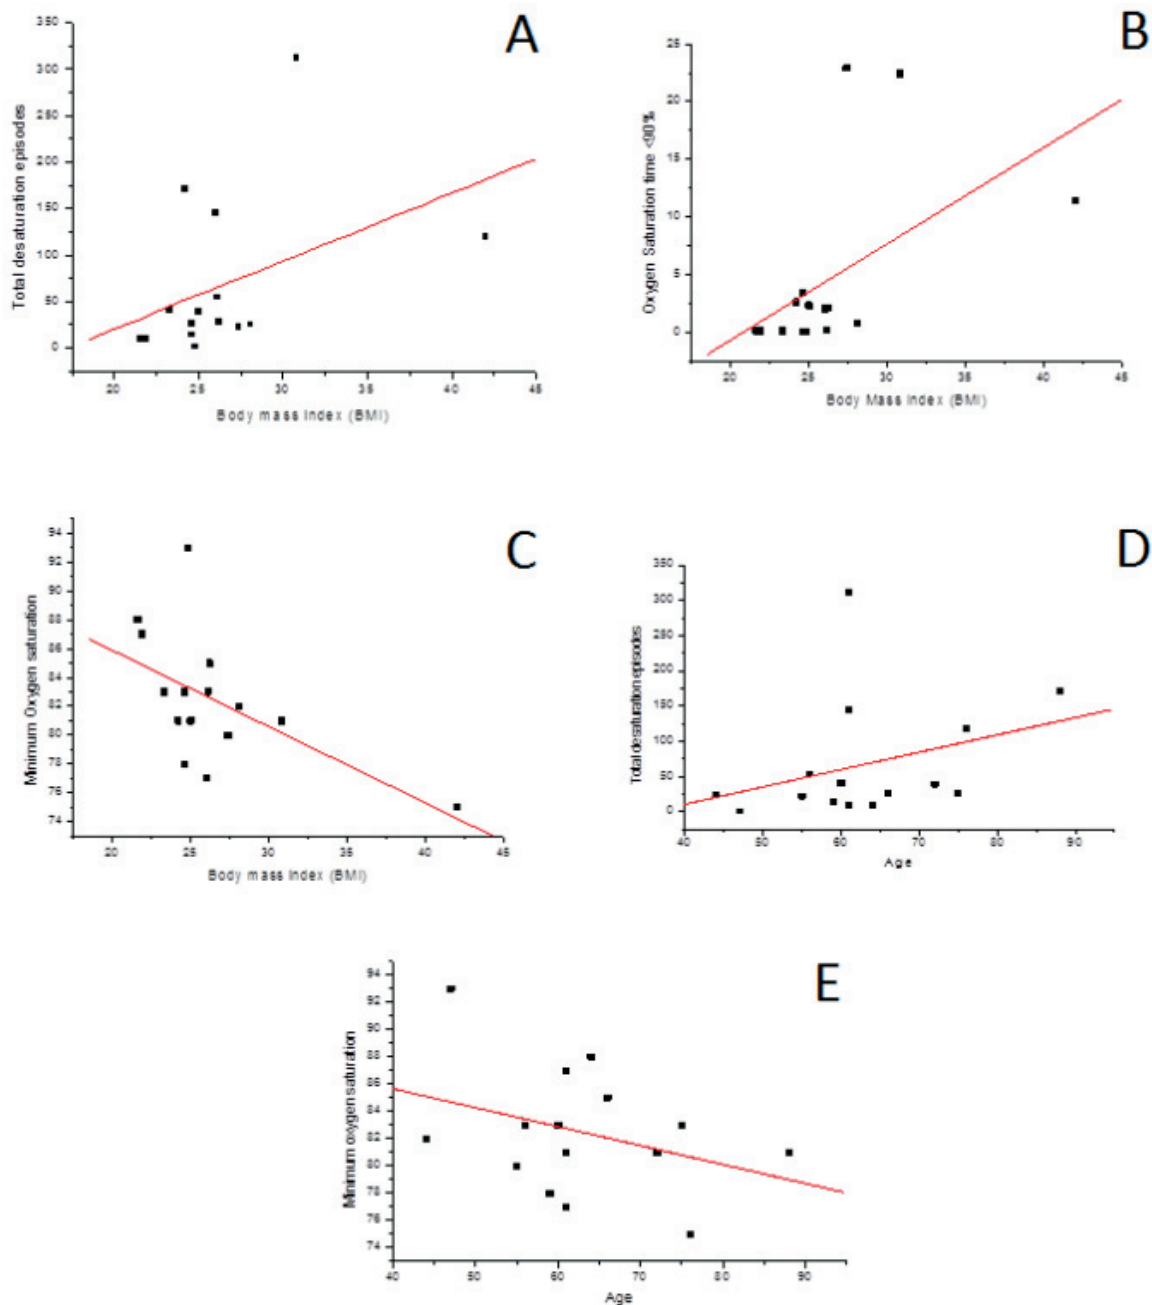 A
Total desaturation episodes
350
300
250
200
150
100
50
0
20 25 30 35 40 45
Body mass index (BMI)
B
Oxygen Saturation time <90%
25
20
15
10
5
0
20 25 30 35 40 45
Body Mass Index (BMI)
C
Minimum Oxygen saturation
94
92
90
88
86
84
82
80
78
76
74
20 25 30 35 40 45
Body mass index (BMI)
D
Total desaturation episodes
350
300
250
200
150
100
50
0
40 50 60 70 80 90
Age
E
Minimum oxygen saturation
94
92
90
88
86
84
82
80
78
76
74
40 50 60 70 80 90
Age